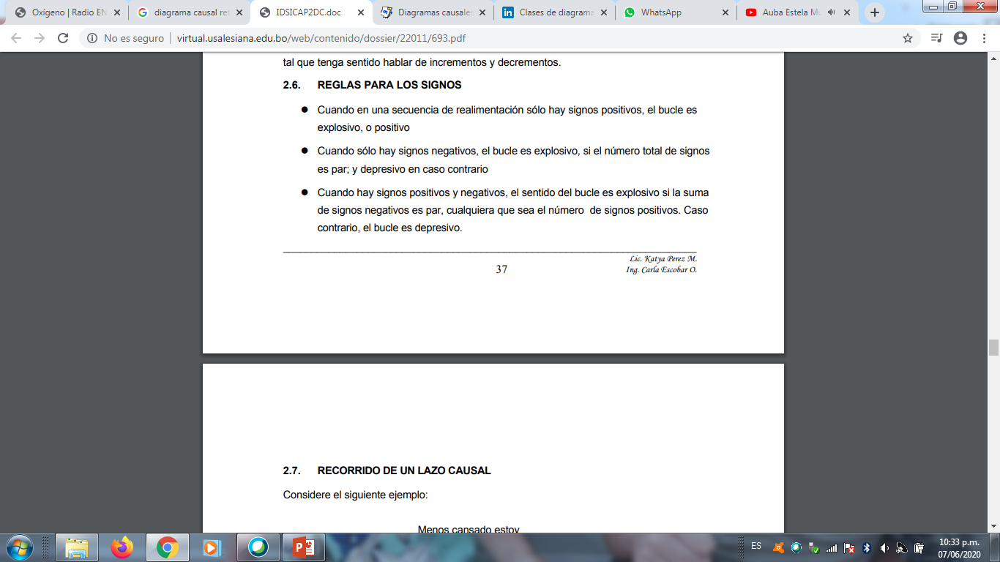 Oxígeno | Radio EN
diagrama causal ret
IDSICAP2DC.doc
Diagramas causales
Clases de diagrama
WhatsApp
Auba Estela Mu
No es seguro
virtual.usalesiana.edu.bo/web/contenido/dossier/22011/693.pdf
tal que tenga sentido hablar de incrementos y decrementos.
2.6. REGLAS PARA LOS SIGNOS
● Cuando en una secuencia de realimentación sólo hay signos positivos, el bucle es
explosivo, o positivo
● Cuando sólo hay signos negativos, el bucle es explosivo, si el número total de signos
es par; y depresivo en caso contrario
● Cuando hay signos positivos y negativos, el sentido del bucle es explosivo si la suma
de signos negativos es par, cualquiera que sea el número de signos positivos. Caso
contrario, el bucle es depresivo.
Lic. Katya Perez M.
37
Ing. Carla Escobar O.
2.7. RECORRIDO DE UN LAZO CAUSAL
Considere el siguiente ejemplo:
Menos cansado estoy
ES
10:33 p.m.
07/06/2020